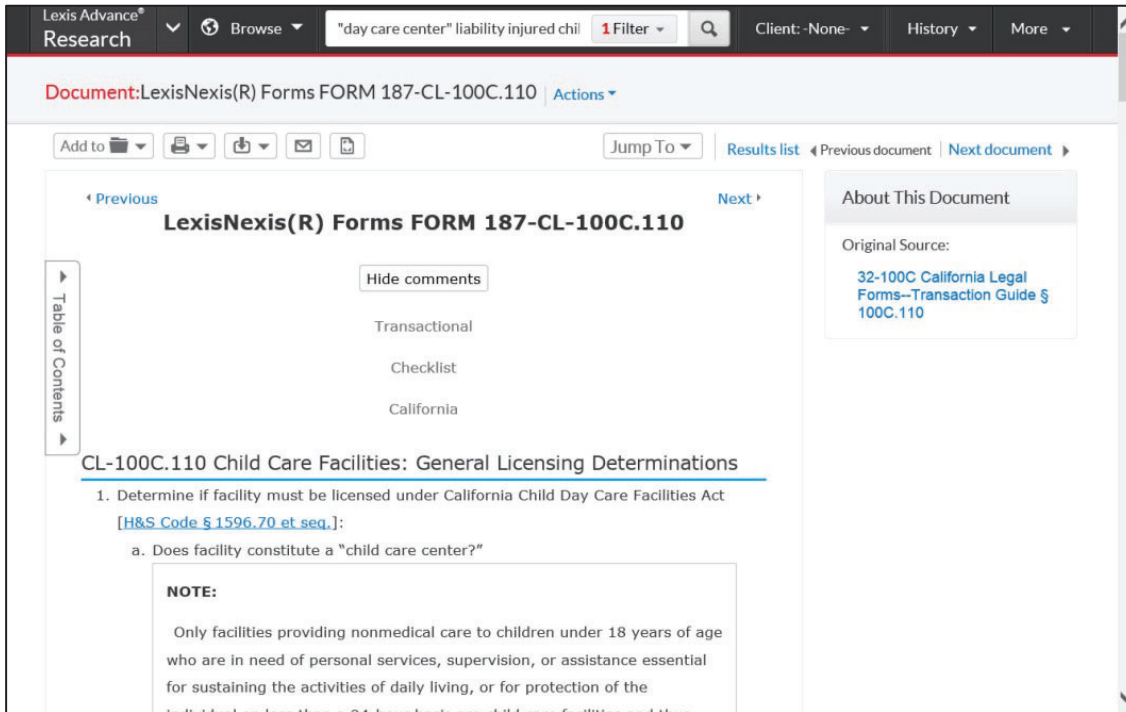 Lexis Advance®
Research
Browse
"day care center" liability injured chil
1 Filter
Client: -None-
History
More
Document:LexisNexis(R) Forms FORM 187-CL-100C.110 | Actions
Add to
Jump To
Results list
Previous document | Next document
Previous
Next
LexisNexis(R) Forms FORM 187-CL-100C.110
Hide comments
Transactional
Checklist
California
Table of Contents
CL-100C.110 Child Care Facilities: General Licensing Determinations
1. Determine if facility must be licensed under California Child Day Care Facilities Act
[H&S Code § 1596.70 et seq.]:
a. Does facility constitute a “child care center?”
NOTE:
Only facilities providing nonmedical care to children under 18 years of age
who are in need of personal services, supervision, or assistance essential
for sustaining the activities of daily living, or for protection of the
About This Document
Original Source:
32-100C California Legal
Forms--Transaction Guide §
100C.110